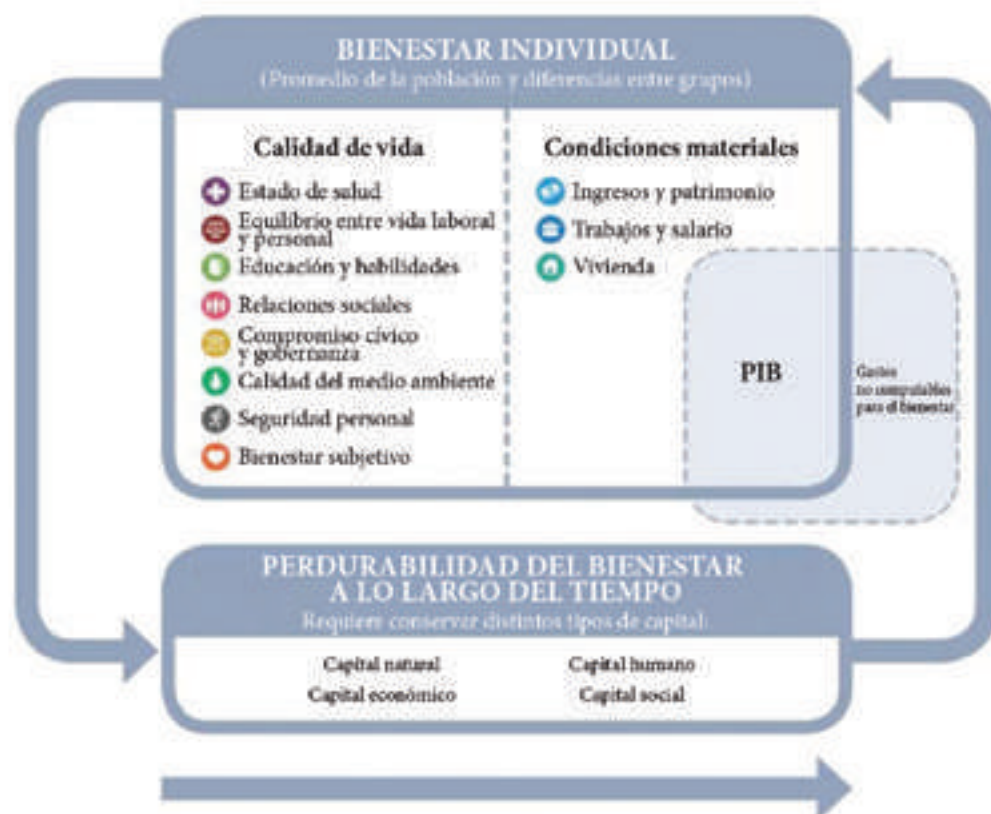 BIENESTAR INDIVIDUAL
(Promedio de la población y diferencias entre grupos)
Calidad de vida
Estado de salud
Equilibrio entre vida laboral
y personal
Educación y habilidades
Relaciones sociales
Compromiso cívico
y gobernanza
Calidad del medio ambiente
Seguridad personal
Bienestar subjetivo
Condiciones materiales
Ingresos y patrimonio
Trabajos y salario
Vivienda
PIB
Gastos
no computables
para el bienestar
PERDURABILIDAD DEL BIENESTAR
A LO LARGO DEL TIEMPO
Requiere conservar distintos tipos de capital:
Capital natural
Capital humano
Capital económico
Capital social